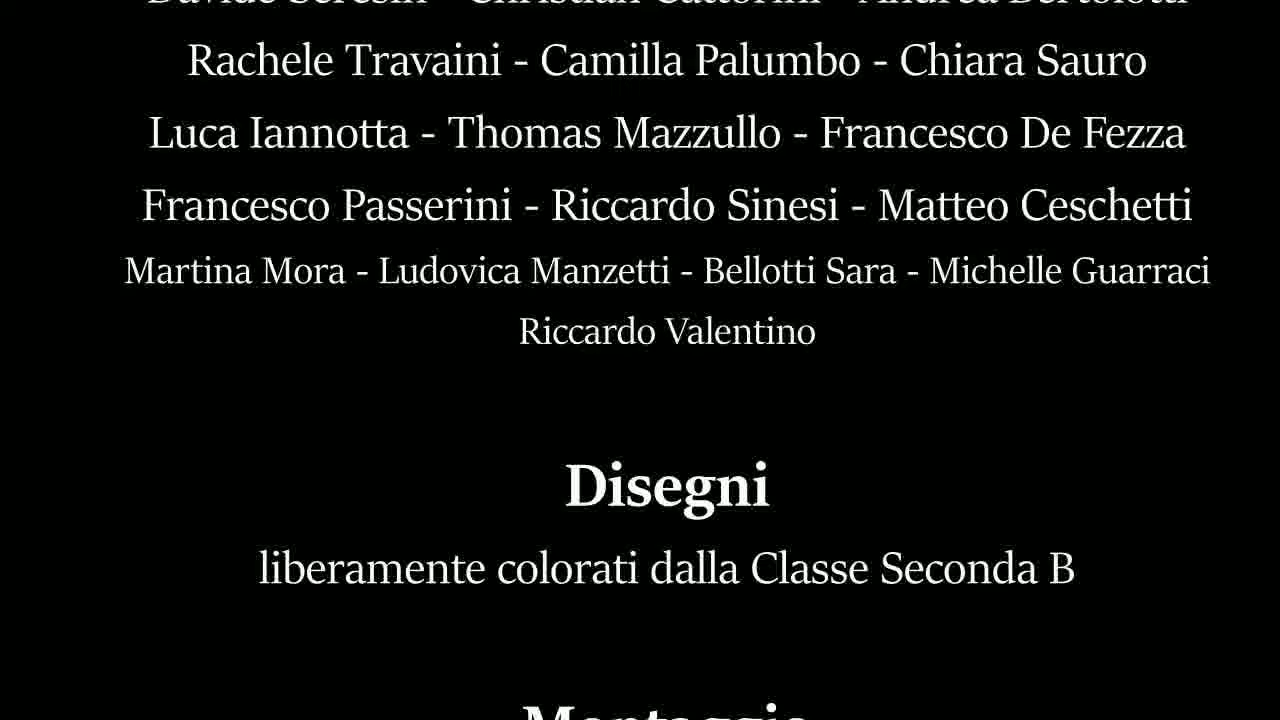 Rachele Travaini - Camilla Palumbo - Chiara Sauro
Luca Iannotta - Thomas Mazzullo - Francesco De Fezza
Francesco Passerini - Riccardo Sinesi - Matteo Ceschetti
Martina Mora - Ludovica Manzetti - Bellotti Sara - Michelle Guarraci
Riccardo Valentino
Disegni
liberamente colorati dalla Classe Seconda B
Montaggio